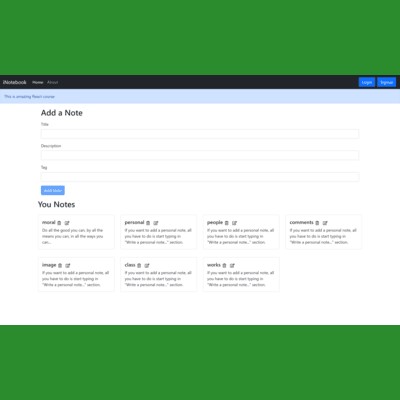 iNotebook Home About Login Signup
This is amazing React course
Add a Note
Title
Description
Tag
Add Note
You Notes
moral
Do all the good you can, by all the
means you can, in all the ways you
can,...
personal
If you want to add a personal note, all
you have to do is start typing in
"Write a personal note..." section.
people
If you want to add a personal note, all
you have to do is start typing in
"Write a personal note..." section.
comments
If you want to add a personal note, all
you have to do is start typing in
"Write a personal note..." section.
image
If you want to add a personal note, all
you have to do is start typing in
"Write a personal note..." section.
class
If you want to add a personal note, all
you have to do is start typing in
"Write a personal note..." section.
works
If you want to add a personal note, all
you have to do is start typing in
"Write a personal note..." section.